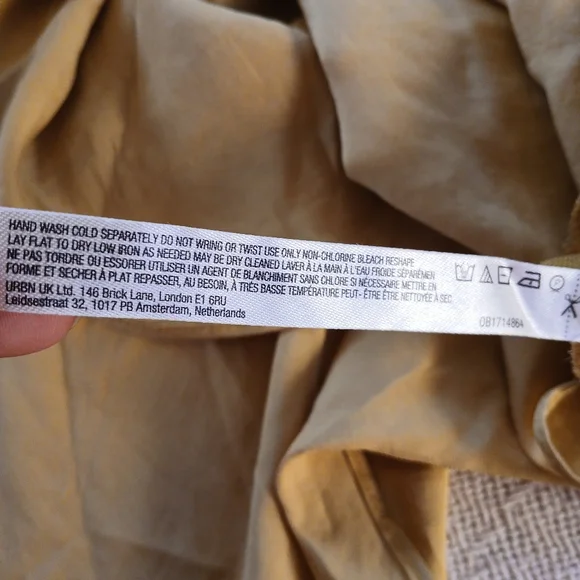 HAND WASH COLD SEPARATELY DO NOT WRING OR TWIST USE ONLY NON-CHLORINE BLEACH RESHAPE
LAY FLAT TO DRY LOW IRON AS NEEDED MAY BE DRY CLEANED LAVER À LA MAIN À L'EAU FROIDE SÉPARÉMEN
NE PAS TORDRE OU ESSORER UTILISER UN AGENT DE BLANCHIMENT SANS CHLORE SI NÉCESSAIRE METTRE EN
FORME ET SECHER À PLAT REPASSER, AU BESOIN, À TRÈS BASSE TEMPÉRATURE PEUT- ÊTRE ÊTRE NETTOYÉE À SEC
URBN UK Ltd. 146 Brick Lane, London E1 6RU
Leidsestraat 32, 1017 PB Amsterdam, Netherlands
OB1714864